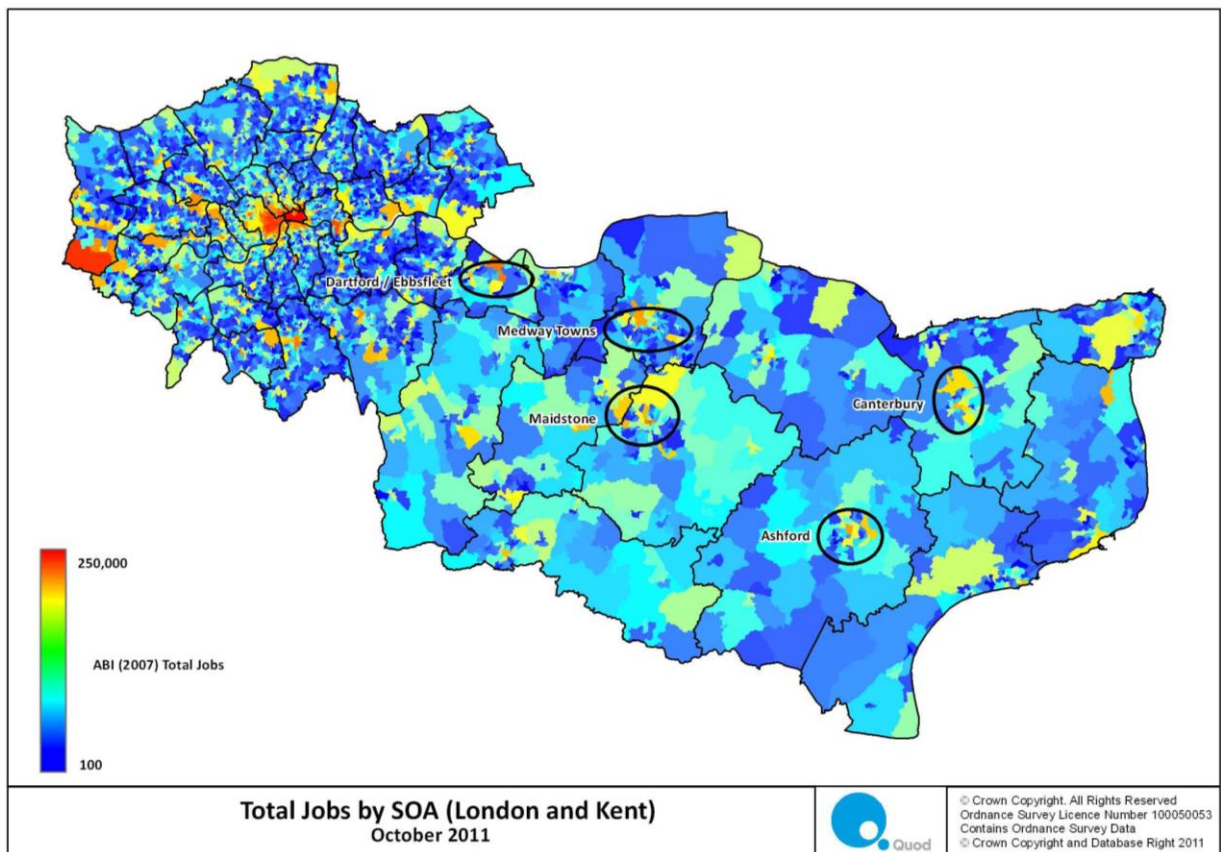 Dartford / Ebbsfleet
Medway Towns
Maidstone
Canterbury
Ashford
250,000
ABI (2007) Total Jobs
100
Total Jobs by SOA (London and Kent)
October 2011
Quod
© Crown Copyright. All Rights Reserved
Ordnance Survey Licence Number 100050053
Contains Ordnance Survey Data
© Crown Copyright and Database Right 2011